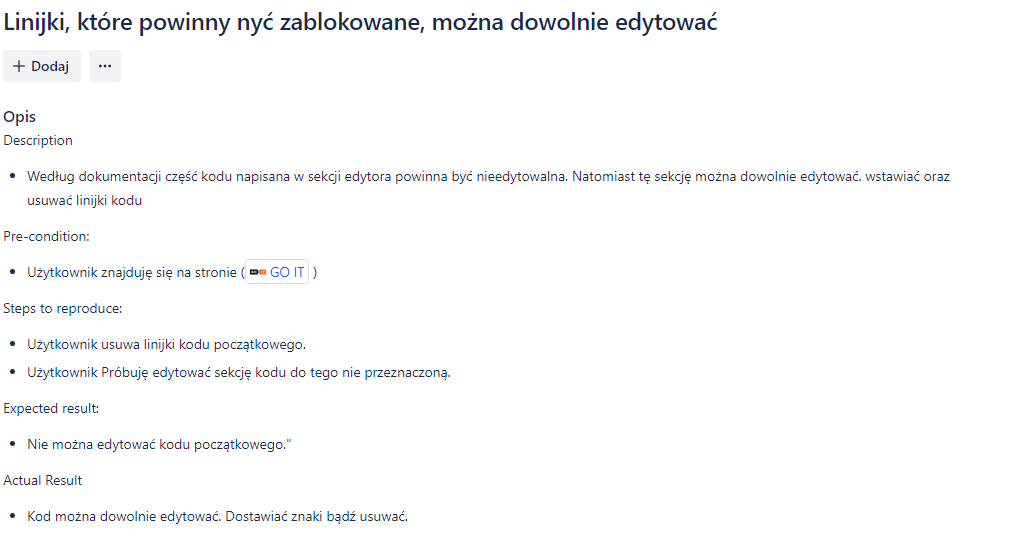 Linijki, które powinny nyć zablokowane, można dowolnie edytować
+ Dodaj ...
Opis
Description
• Według dokumentacji część kodu napisana w sekcji edytora powinna być nieedytowalna. Natomiast tę sekcję można dowolnie edytować. wstawiać oraz
usuwać linijki kodu
Pre-condition:
• Użytkownik znajduję się na stronie ( GO IT )
Steps to reproduce:
• Użytkownik usuwa linijki kodu początkowego.
• Użytkownik Próbuję edytować sekcję kodu do tego nie przeznaczoną.
Expected result:
• Nie można edytować kodu początkowego."
Actual Result
• Kod można dowolnie edytować. Dostawiać znaki bądź usuwać.